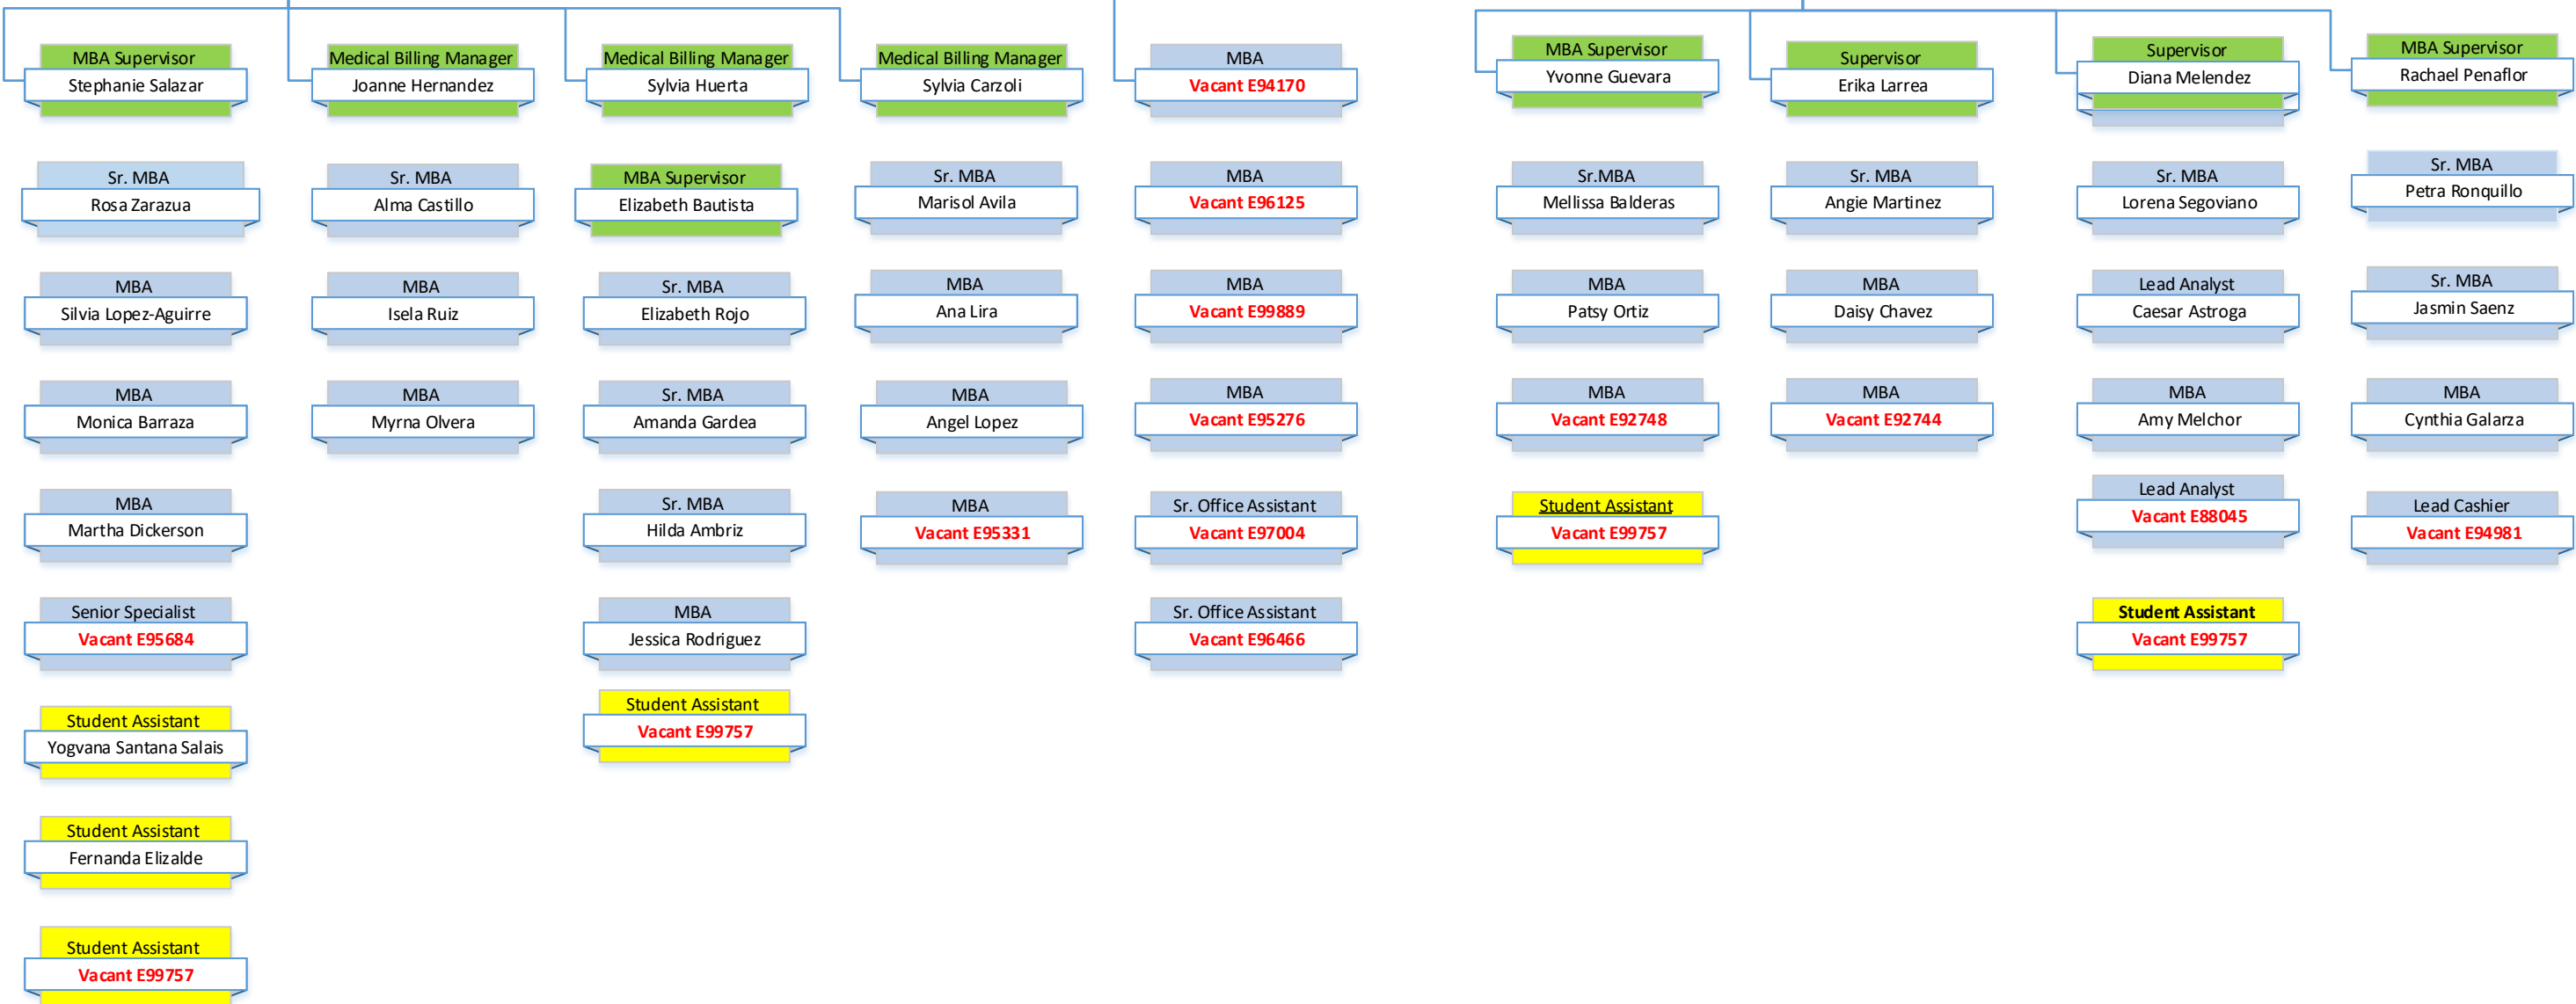 MBA Supervisor
Stephanie Salazar
Sr. MBA
Rosa Zarazua
MBA
Silvia Lopez-Aguirre
MBA
Monica Barraza
MBA
Martha Dickerson
Senior Specialist
Vacant E95684
Student Assistant
Yogvana Santana Salais
Student Assistant
Fernanda Elizalde
Student Assistant
Vacant E99757
Medical Billing Manager
Joanne Hernandez
Sr. MBA
Alma Castillo
MBA
Isela Ruiz
MBA
Myrna Olvera
Medical Billing Manager
Sylvia Huerta
MBA Supervisor
Elizabeth Bautista
Sr. MBA
Elizabeth Rojo
Sr. MBA
Amanda Gardea
Sr. MBA
Hilda Ambriz
MBA
Jessica Rodriguez
Student Assistant
Vacant E99757
Medical Billing Manager
Sylvia Carzoli
Sr. MBA
Marisol Avila
MBA
Ana Lira
MBA
Angel Lopez
MBA
Vacant E95331
MBA
Vacant E94170
MBA
Vacant E96125
MBA
Vacant E99889
MBA
Vacant E95276
Sr. Office Assistant
Vacant E97004
Sr. Office Assistant
Vacant E96466
MBA Supervisor
Yvonne Guevara
Sr.MBA
Mellissa Balderas
MBA
Patsy Ortiz
MBA
Vacant E92748
Student Assistant
Vacant E99757
Supervisor
Erika Larrea
Sr. MBA
Angie Martinez
MBA
Daisy Chavez
MBA
Vacant E92744
Supervisor
Diana Melendez
Sr. MBA
Lorena Segoviano
Lead Analyst
Caesar Astroga
MBA
Amy Melchor
Lead Analyst
Vacant E88045
Student Assistant
Vacant E99757
MBA Supervisor
Rachael Penaflor
Sr. MBA
Petra Ronquillo
Sr. MBA
Jasmin Saenz
MBA
Cynthia Galarza
Lead Cashier
Vacant E94981